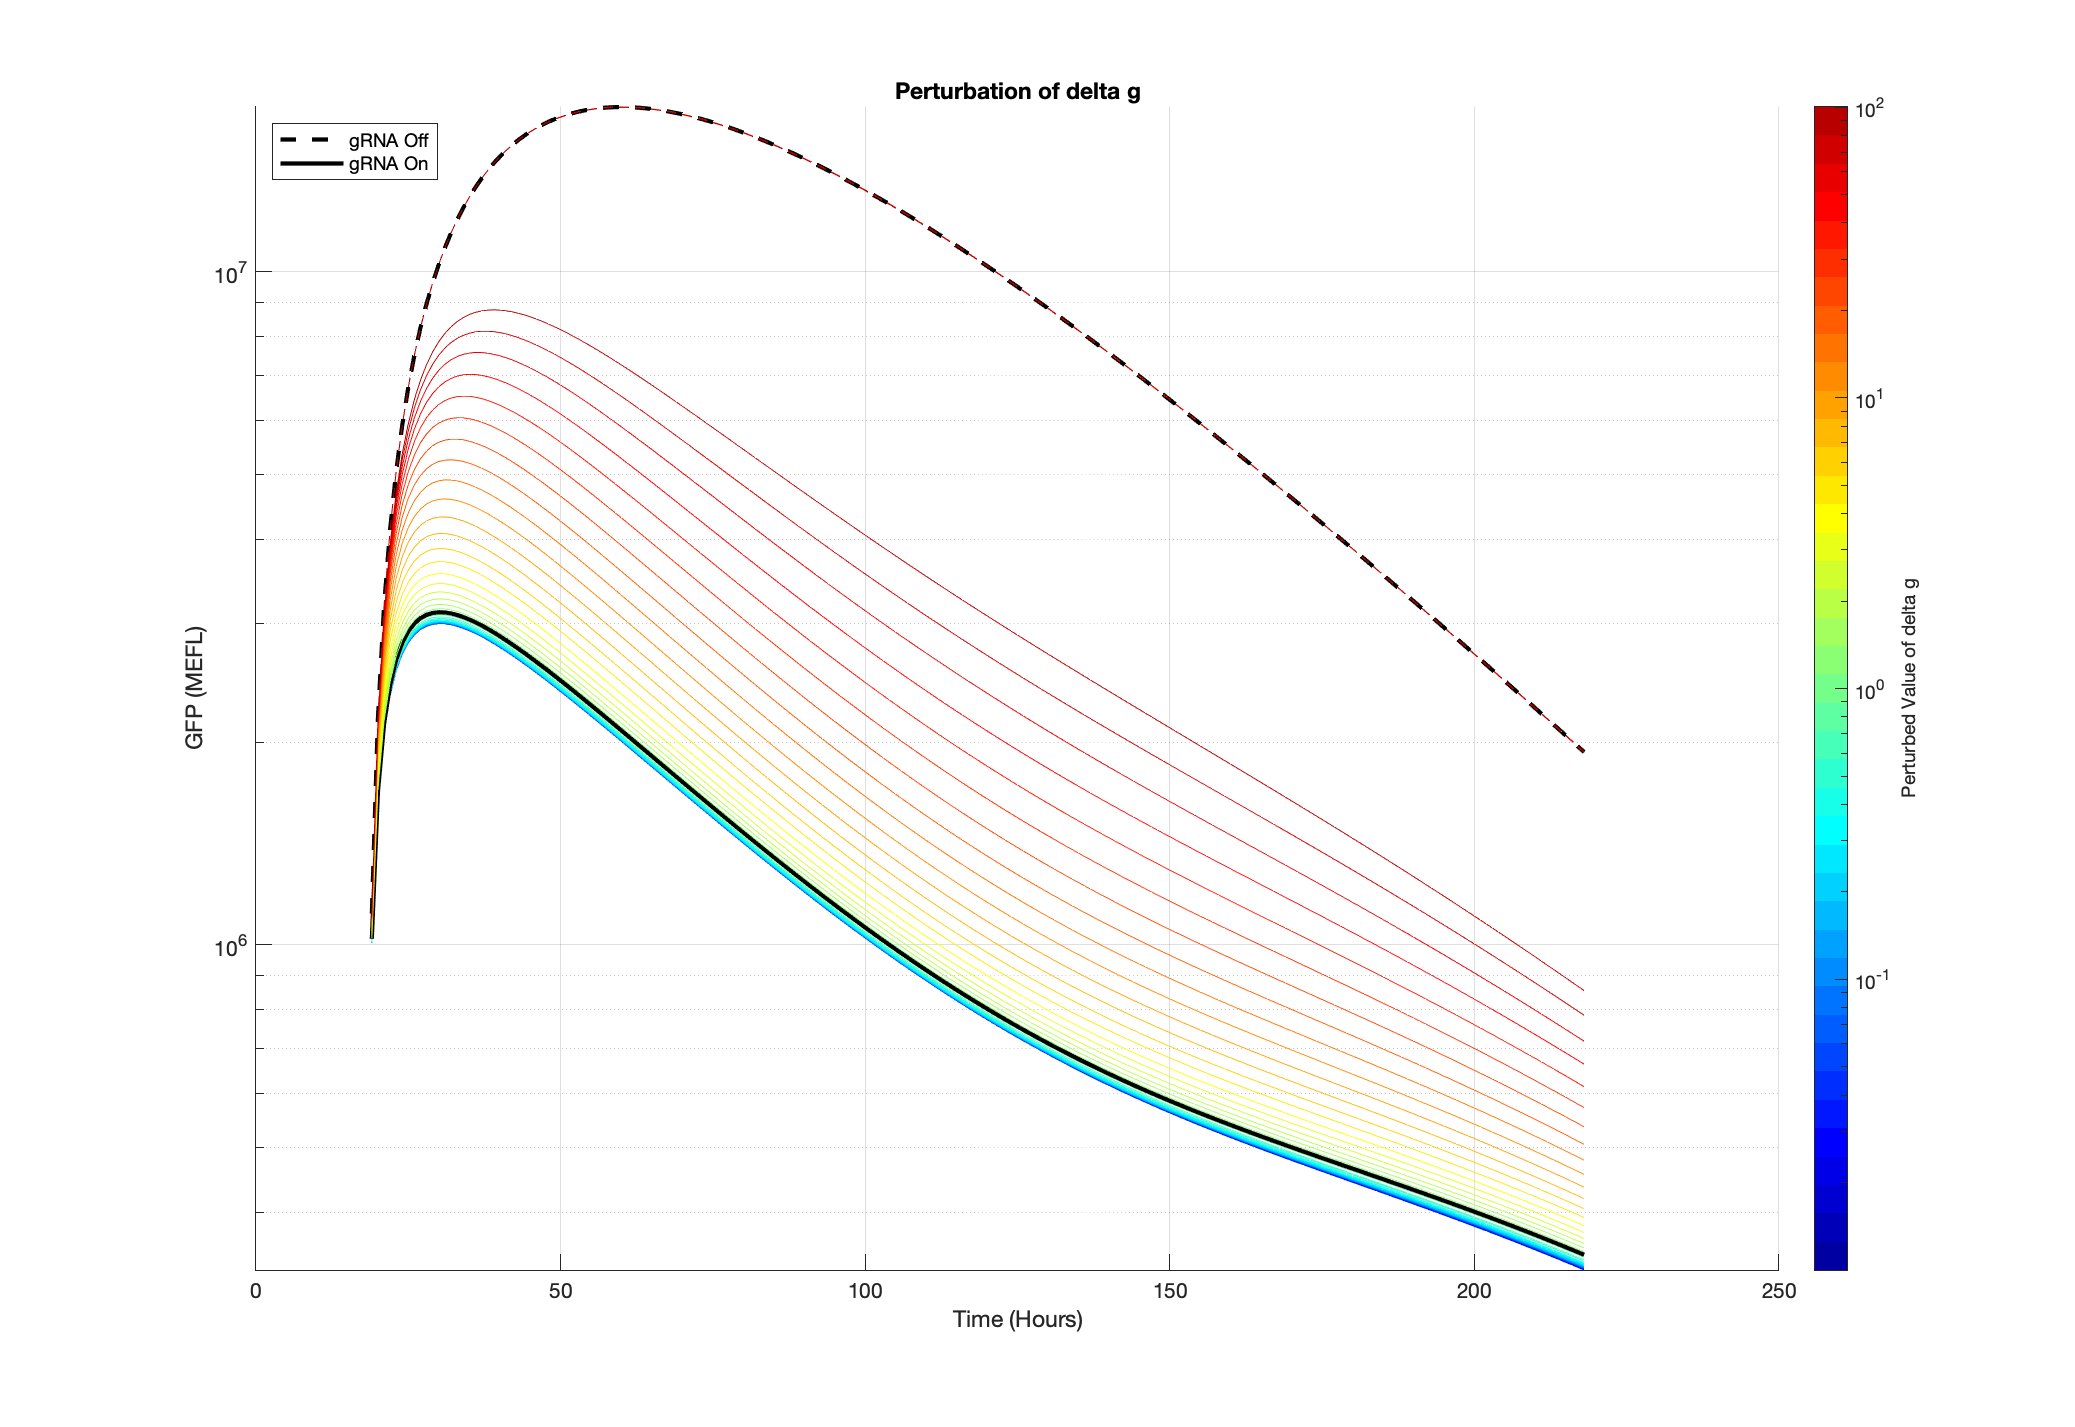 Perturbation of delta g
gRNA Off
gRNA On
10^7
10^6
GFP (MEFL)
0 50 100 150 200 250
Time (Hours)
10^2
10^1
10^0
10^-1
Perturbed Value of delta g